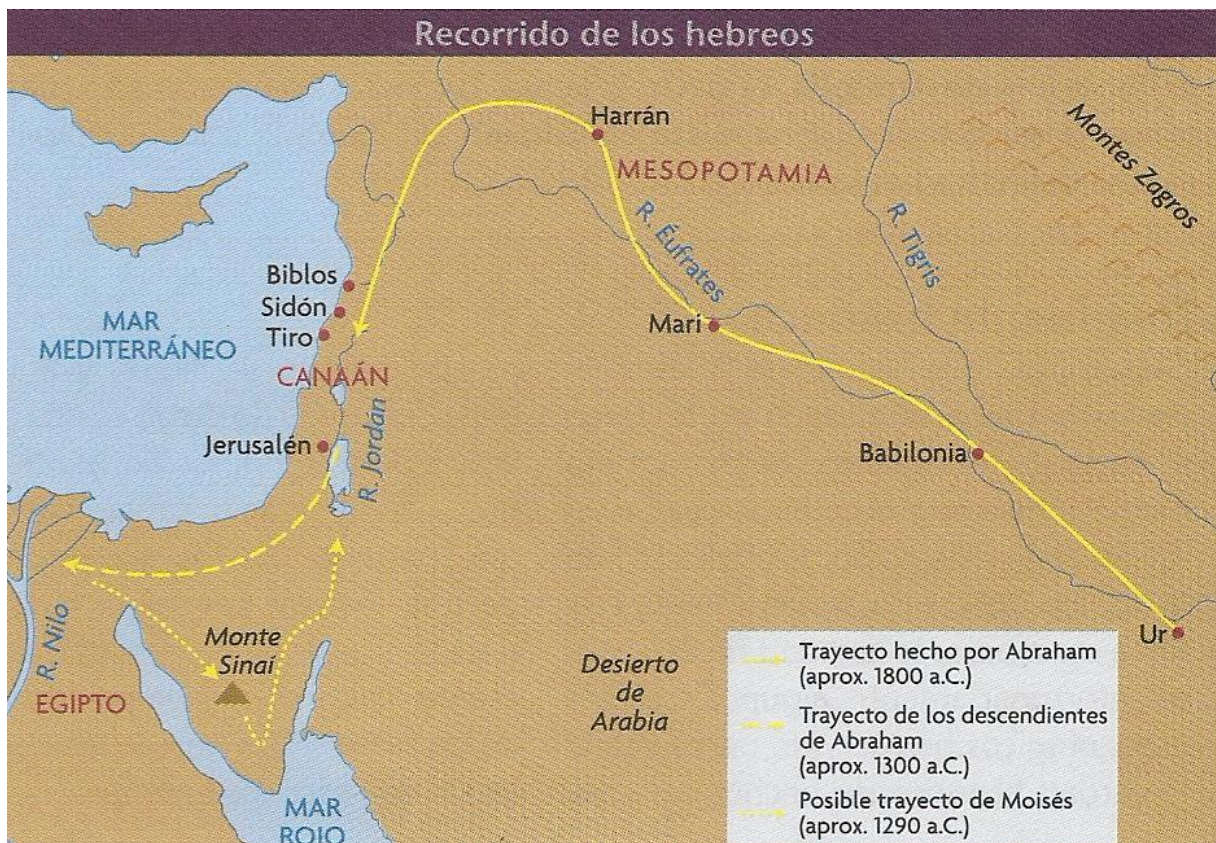 Recorrido de los hebreos
Harrán
MESOPOTAMIA
Montes Zagros
R. Tigris
R. Éufrates
Biblos
Sidón
Tiro
MAR
MEDITERRÁNEO
Mari
CANAÁN
R. Jordán
Jerusalén
Babilonia
Ur
R. Nilo
Monte
Sinaí
EGIPTO
Desierto
de
Arabia
MAR
ROJO
Trayecto hecho por Abraham
(aprox. 1800 a.C.)
Trayecto de los descendientes
de Abraham
(aprox. 1300 a.C.)
Posible trayecto de Moisés
(aprox. 1290 a.C.)